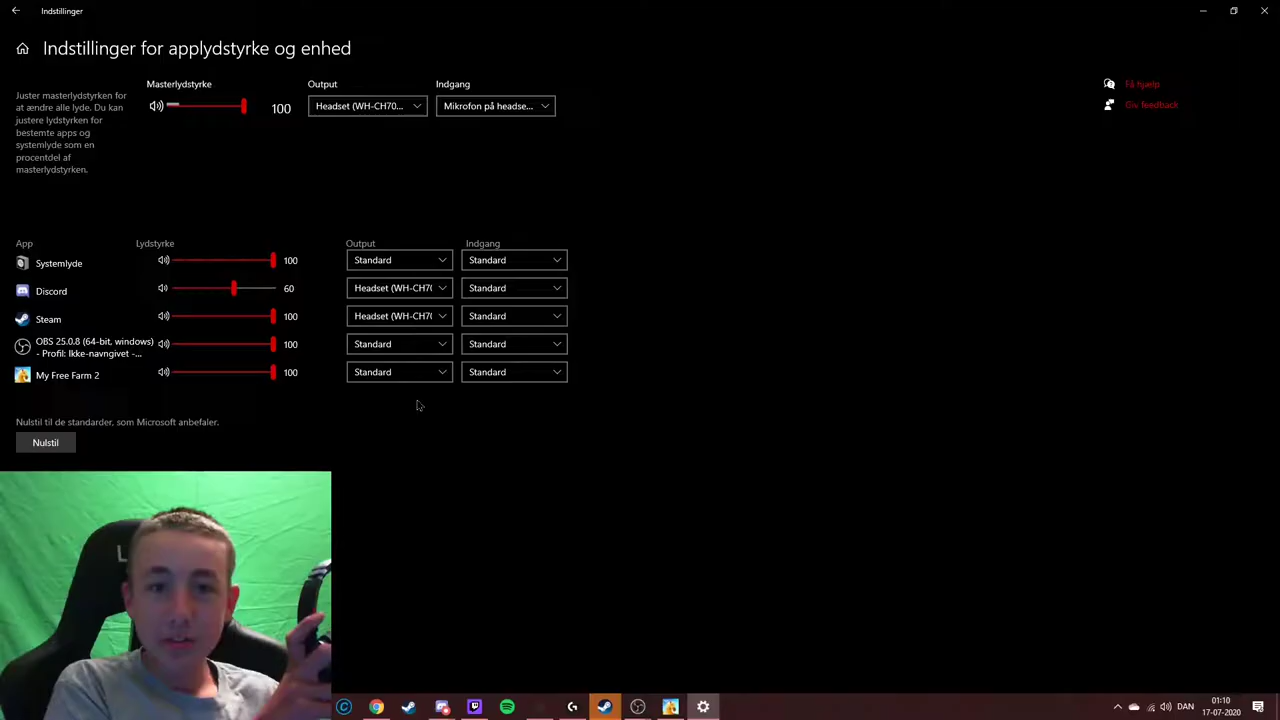 Indstillinger
Indstillinger for applydstyrke og enhed
Juster masterlydstyrken for
at ændre alle lyde. Du kan
justere lydstyrken for
bestemte apps og
systemlyde som en
procentdel af
masterlydstyrken.
Masterlydstyrke
100
Output
Headset (WH-CH70...
Indgang
Mikrofon på headse...
Få hjælp
Giv feedback
App Lydstyrke Output Indgang
Systemlyde 100 Standard Standard
Discord 60 Headset (WH-CH7( Standard
Steam 100 Headset (WH-CH7( Standard
OBS 25.0.8 (64-bit, windows)
- Profil: Ikke-navngivet -... 100 Standard Standard
My Free Farm 2 100 Standard Standard
Nulstil til de standarder, som Microsoft anbefaler.
Nulstil
L
DAN
01:10
17-07-2020